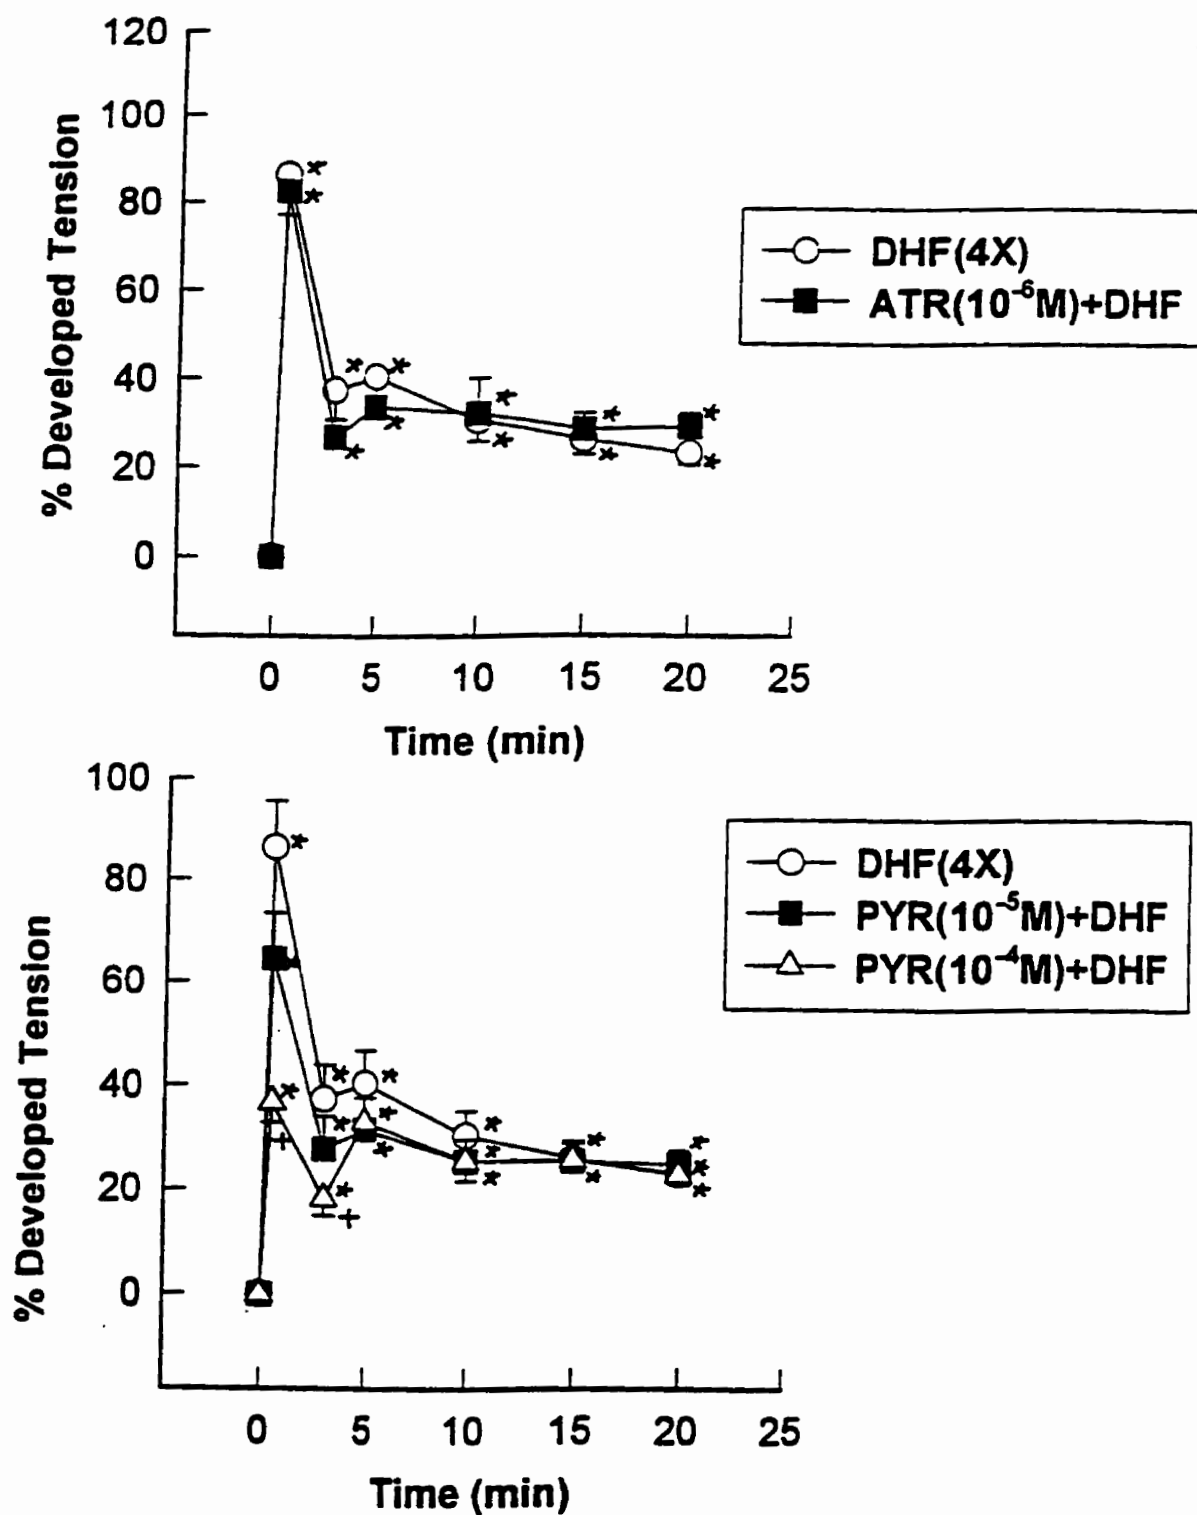 120
100
80
60
40
20
0
% Developed Tension
0 5 10 15 20 25
Time (min)
DHF(4X)
ATR(10⁻⁶M)+DHF
100
80
60
40
20
0
% Developed Tension
0 5 10 15 20 25
Time (min)
DHF(4X)
PYR(10⁻⁵M)+DHF
PYR(10⁻⁴M)+DHF